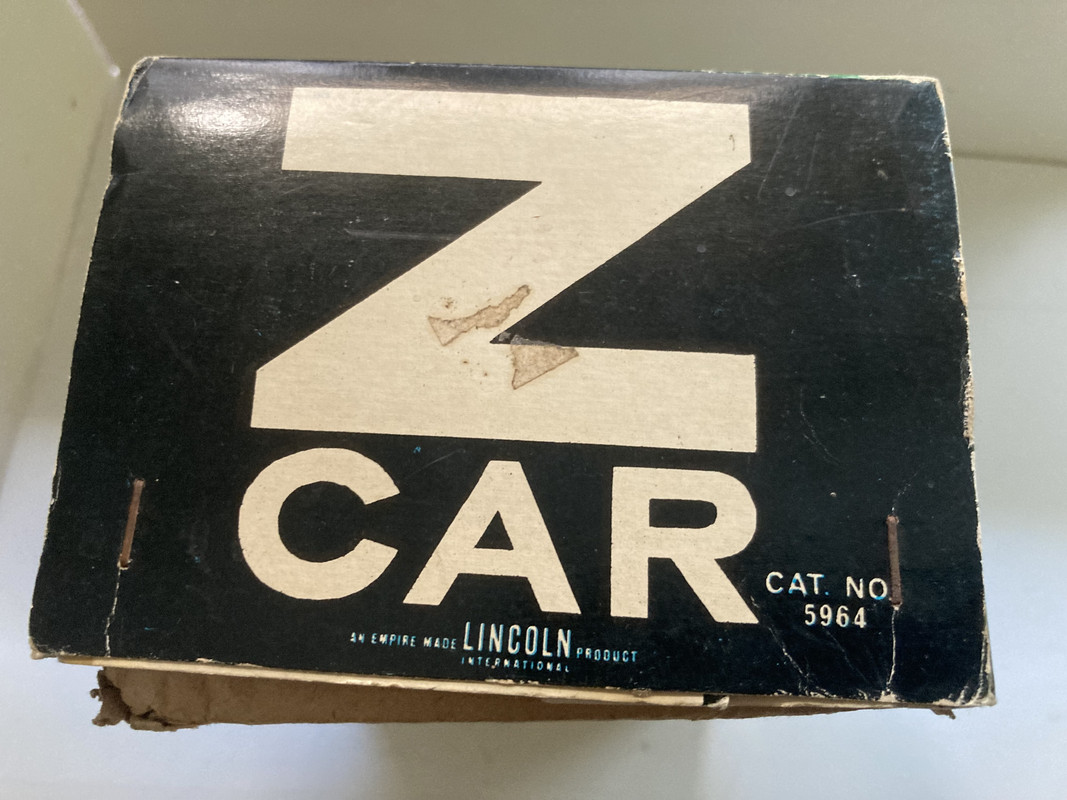 Z
CAR
CAT. NO.
5964
AN EMPIRE MADE LINCOLN PRODUCT
INTERNATIONAL